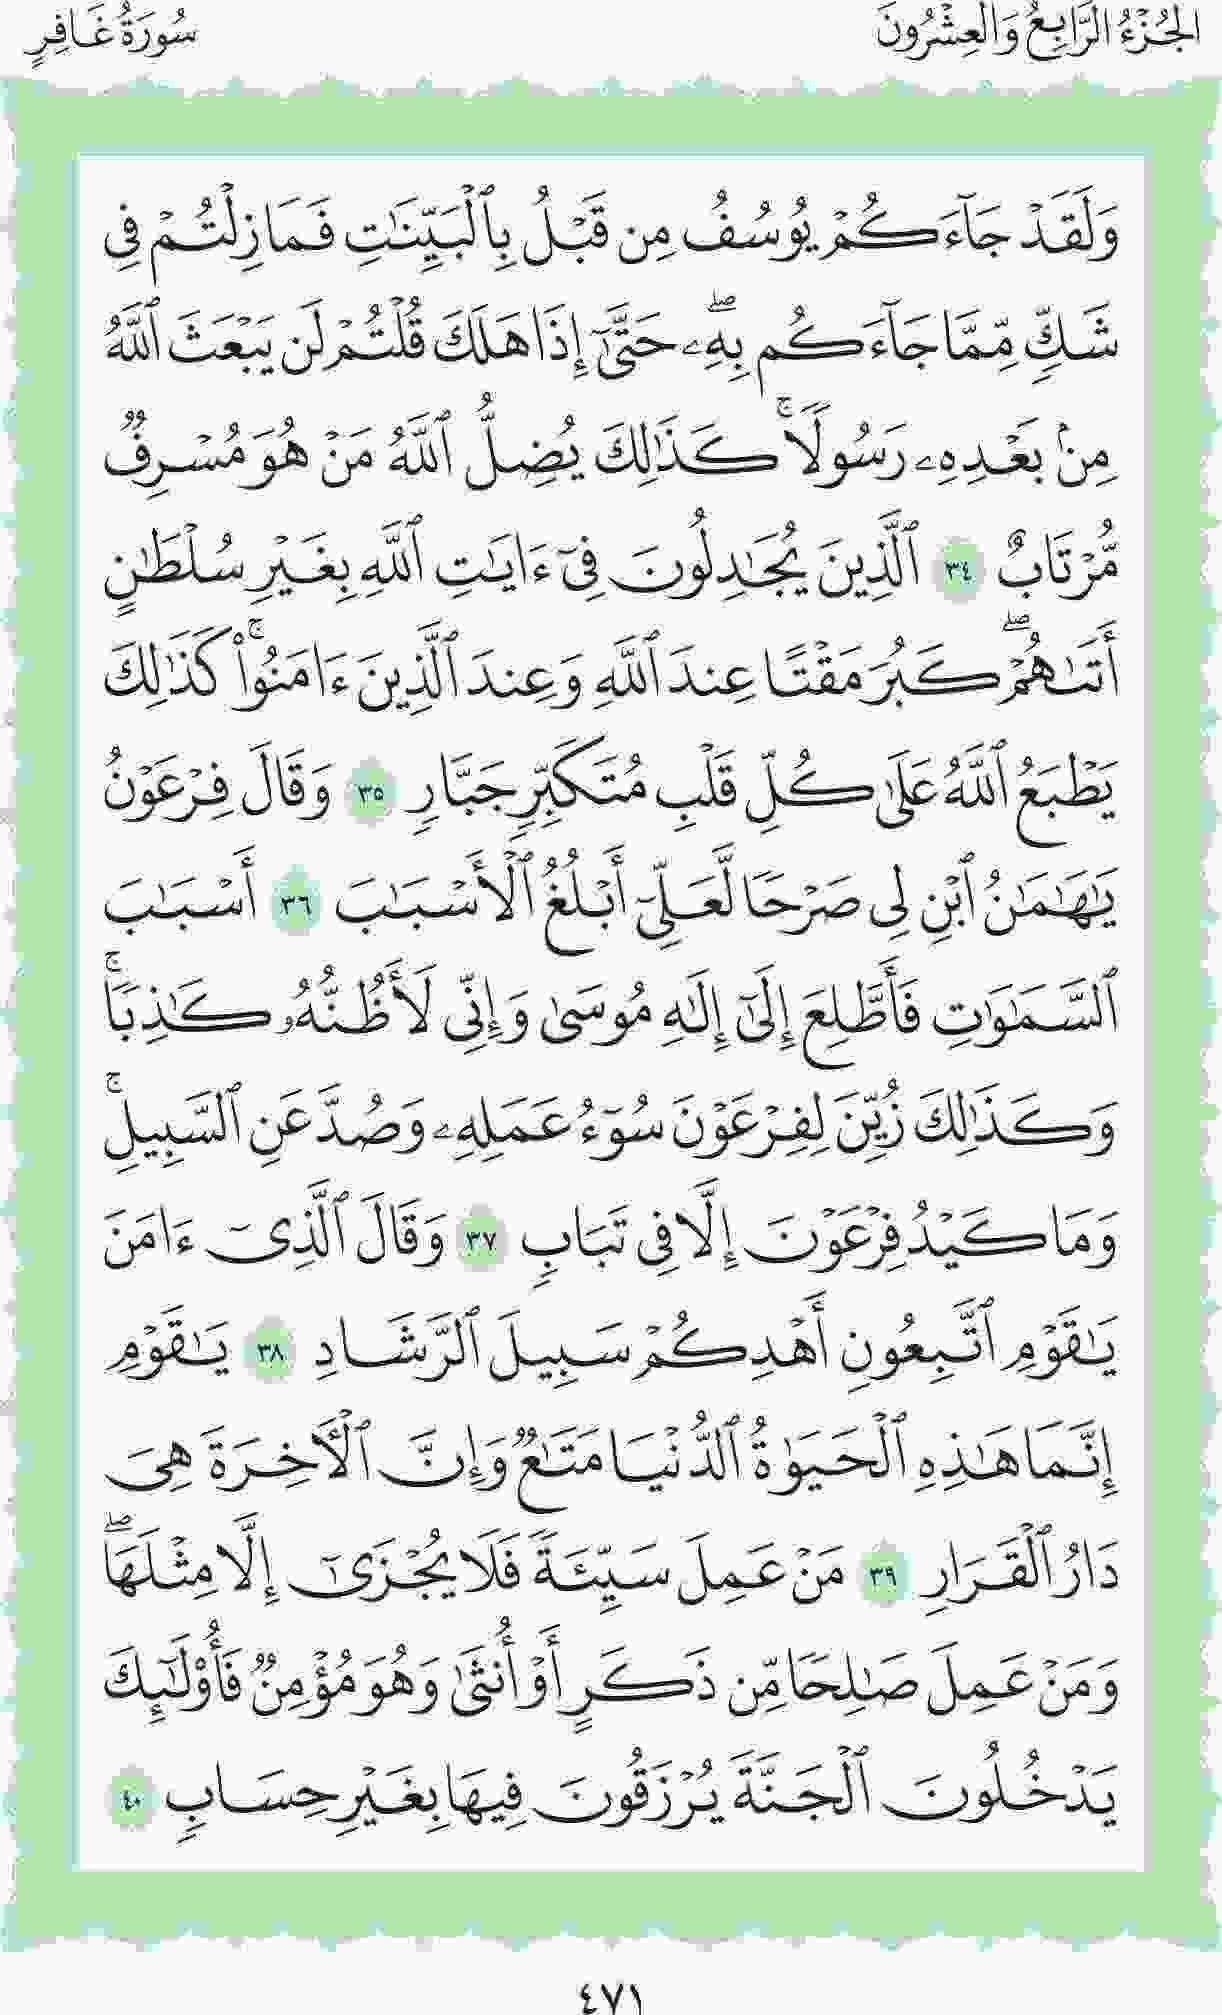 الجُزْءُ الرَّابِعُ وَالعِشْرُونَ
سُورَةُ غَافِرٍ
وَلَقَدْ جَآءَكُمْ يُوسُفُ مِن قَبْلُ بِٱلْبَيِّنَٰتِ فَمَا زِلْتُمْ فِى
شَكٍّ مِّمَّا جَآءَكُم بِهِۦۖ حَتَّىٰٓ إِذَا هَلَكَ قُلْتُمْ لَن يَبْعَثَ ٱللَّهُ
مِنۢ بَعْدِهِۦ رَسُولًاۚ كَذَٰلِكَ يُضِلُّ ٱللَّهُ مَنْ هُوَ مُسْرِفٌ
مُّرْتَابٌ ٣٤ ٱلَّذِينَ يُجَٰدِلُونَ فِىٓ ءَايَٰتِ ٱللَّهِ بِغَيْرِ سُلْطَٰنٍ
أَتَىٰهُمْۖ كَبُرَ مَقْتًا عِندَ ٱللَّهِ وَعِندَ ٱلَّذِينَ ءَامَنُوا۟ۚ كَذَٰلِكَ
يَطْبَعُ ٱللَّهُ عَلَىٰ كُلِّ قَلْبِ مُتَكَبِّرٍ جَبَّارٍ ٣٥ وَقَالَ فِرْعَوْنُ
يَٰهَٰمَٰنُ ٱبْنِ لِى صَرْحًا لَّعَلِّىٓ أَبْلُغُ ٱلْأَسْبَٰبَ ٣٦ أَسْبَٰبَ
ٱلسَّمَٰوَٰتِ فَأَطَّلِعَ إِلَىٰٓ إِلَٰهِ مُوسَىٰ وَإِنِّى لَأَظُنُّهُۥ كَٰذِبًاۚ
وَكَذَٰلِكَ زُيِّنَ لِفِرْعَوْنَ سُوٓءُ عَمَلِهِۦ وَصُدَّ عَنِ ٱلسَّبِيلِۚ
وَمَا كَيْدُ فِرْعَوْنَ إِلَّا فِى تَبَابٍ ٣٧ وَقَالَ ٱلَّذِىٓ ءَامَنَ
يَٰقَوْمِ ٱتَّبِعُونِ أَهْدِكُمْ سَبِيلَ ٱلرَّشَادِ ٣٨ يَٰقَوْمِ
إِنَّمَا هَٰذِهِ ٱلْحَيَوٰةُ ٱلدُّنْيَا مَتَٰعٌ وَإِنَّ ٱلْءَاخِرَةَ هِىَ
دَارُ ٱلْقَرَارِ ٣٩ مَنْ عَمِلَ سَيِّئَةً فَلَا يُجْزَىٰٓ إِلَّا مِثْلَهَاۖ
وَمَنْ عَمِلَ صَٰلِحًا مِّن ذَكَرٍ أَوْ أُنثَىٰ وَهُوَ مُؤْمِنٌ فَأُو۟لَٰٓئِكَ
يَدْخُلُونَ ٱلْجَنَّةَ يُرْزَقُونَ فِيهَا بِغَيْرِ حِسَابٍ ٤٠
٤٧١